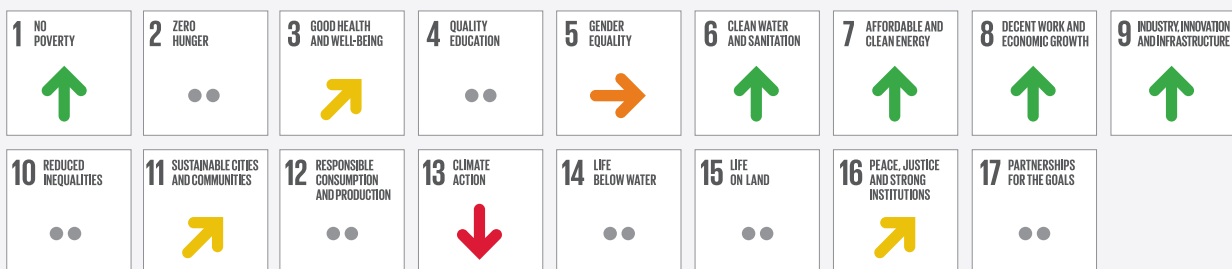 1 NO
POVERTY
2 ZERO
HUNGER
3 GOOD HEALTH
AND WELL-BEING
4 QUALITY
EDUCATION
5 GENDER
EQUALITY
6 CLEAN WATER
AND SANITATION
7 AFFORDABLE AND
CLEAN ENERGY
8 DECENT WORK AND
ECONOMIC GROWTH
9 INDUSTRY, INNOVATION
AND INFRASTRUCTURE
10 REDUCED
INEQUALITIES
11 SUSTAINABLE CITIES
AND COMMUNITIES
12 RESPONSIBLE
CONSUMPTION
AND PRODUCTION
13 CLIMATE
ACTION
14 LIFE
BELOW WATER
15 LIFE
ON LAND
16 PEACE, JUSTICE
AND STRONG
INSTITUTIONS
17 PARTNERSHIPS
FOR THE GOALS